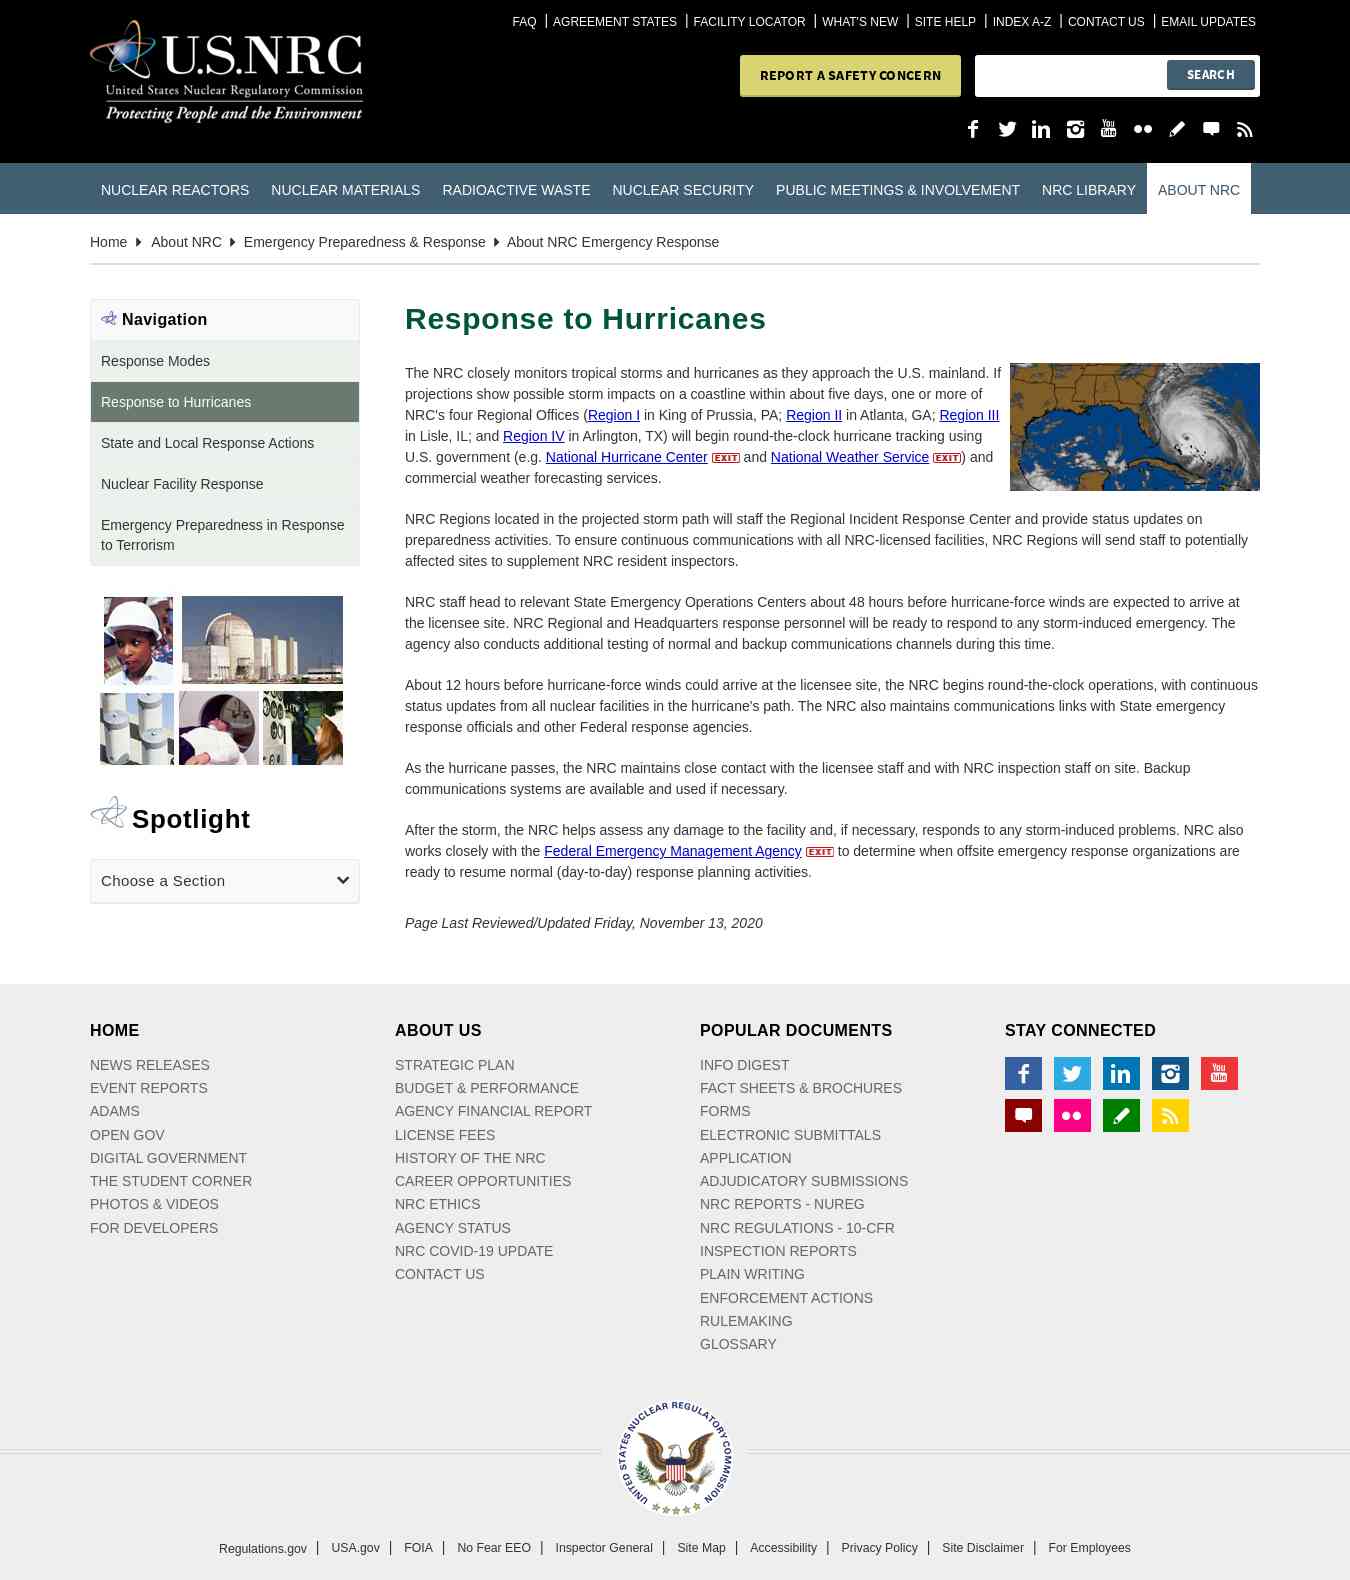 FAQ | AGREEMENT STATES | FACILITY LOCATOR | WHAT'S NEW | SITE HELP | INDEX A-Z | CONTACT US | EMAIL UPDATES
U.S.NRC
United States Nuclear Regulatory Commission
Protecting People and the Environment
REPORT A SAFETY CONCERN
SEARCH
You Tube
NUCLEAR REACTORS NUCLEAR MATERIALS RADIOACTIVE WASTE NUCLEAR SECURITY PUBLIC MEETINGS & INVOLVEMENT NRC LIBRARY ABOUT NRC
Home About NRC Emergency Preparedness & Response About NRC Emergency Response
Navigation
Response Modes
Response to Hurricanes
State and Local Response Actions
Nuclear Facility Response
Emergency Preparedness in Response
to Terrorism
Spotlight
Choose a Section
Response to Hurricanes
The NRC closely monitors tropical storms and hurricanes as they approach the U.S. mainland. If
projections show possible storm impacts on a coastline within about five days, one or more of
NRC's four Regional Offices (Region I in King of Prussia, PA; Region II in Atlanta, GA; Region III
in Lisle, IL; and Region IV in Arlington, TX) will begin round-the-clock hurricane tracking using
U.S. government (e.g. National Hurricane Center EXIT and National Weather Service EXIT) and
commercial weather forecasting services.
NRC Regions located in the projected storm path will staff the Regional Incident Response Center and provide status updates on
preparedness activities. To ensure continuous communications with all NRC-licensed facilities, NRC Regions will send staff to potentially
affected sites to supplement NRC resident inspectors.
NRC staff head to relevant State Emergency Operations Centers about 48 hours before hurricane-force winds are expected to arrive at
the licensee site. NRC Regional and Headquarters response personnel will be ready to respond to any storm-induced emergency. The
agency also conducts additional testing of normal and backup communications channels during this time.
About 12 hours before hurricane-force winds could arrive at the licensee site, the NRC begins round-the-clock operations, with continuous
status updates from all nuclear facilities in the hurricane's path. The NRC also maintains communications links with State emergency
response officials and other Federal response agencies.
As the hurricane passes, the NRC maintains close contact with the licensee staff and with NRC inspection staff on site. Backup
communications systems are available and used if necessary.
After the storm, the NRC helps assess any damage to the facility and, if necessary, responds to any storm-induced problems. NRC also
works closely with the Federal Emergency Management Agency EXIT to determine when offsite emergency response organizations are
ready to resume normal (day-to-day) response planning activities.
Page Last Reviewed/Updated Friday, November 13, 2020
HOME
NEWS RELEASES
EVENT REPORTS
ADAMS
OPEN GOV
DIGITAL GOVERNMENT
THE STUDENT CORNER
PHOTOS & VIDEOS
FOR DEVELOPERS
ABOUT US
STRATEGIC PLAN
BUDGET & PERFORMANCE
AGENCY FINANCIAL REPORT
LICENSE FEES
HISTORY OF THE NRC
CAREER OPPORTUNITIES
NRC ETHICS
AGENCY STATUS
NRC COVID-19 UPDATE
CONTACT US
POPULAR DOCUMENTS
INFO DIGEST
FACT SHEETS & BROCHURES
FORMS
ELECTRONIC SUBMITTALS
APPLICATION
ADJUDICATORY SUBMISSIONS
NRC REPORTS - NUREG
NRC REGULATIONS - 10-CFR
INSPECTION REPORTS
PLAIN WRITING
ENFORCEMENT ACTIONS
RULEMAKING
GLOSSARY
STAY CONNECTED
You Tube
UNITED STATES NUCLEAR REGULATORY COMMISSION
Regulations.gov | USA.gov | FOIA | No Fear EEO | Inspector General | Site Map | Accessibility | Privacy Policy | Site Disclaimer | For Employees